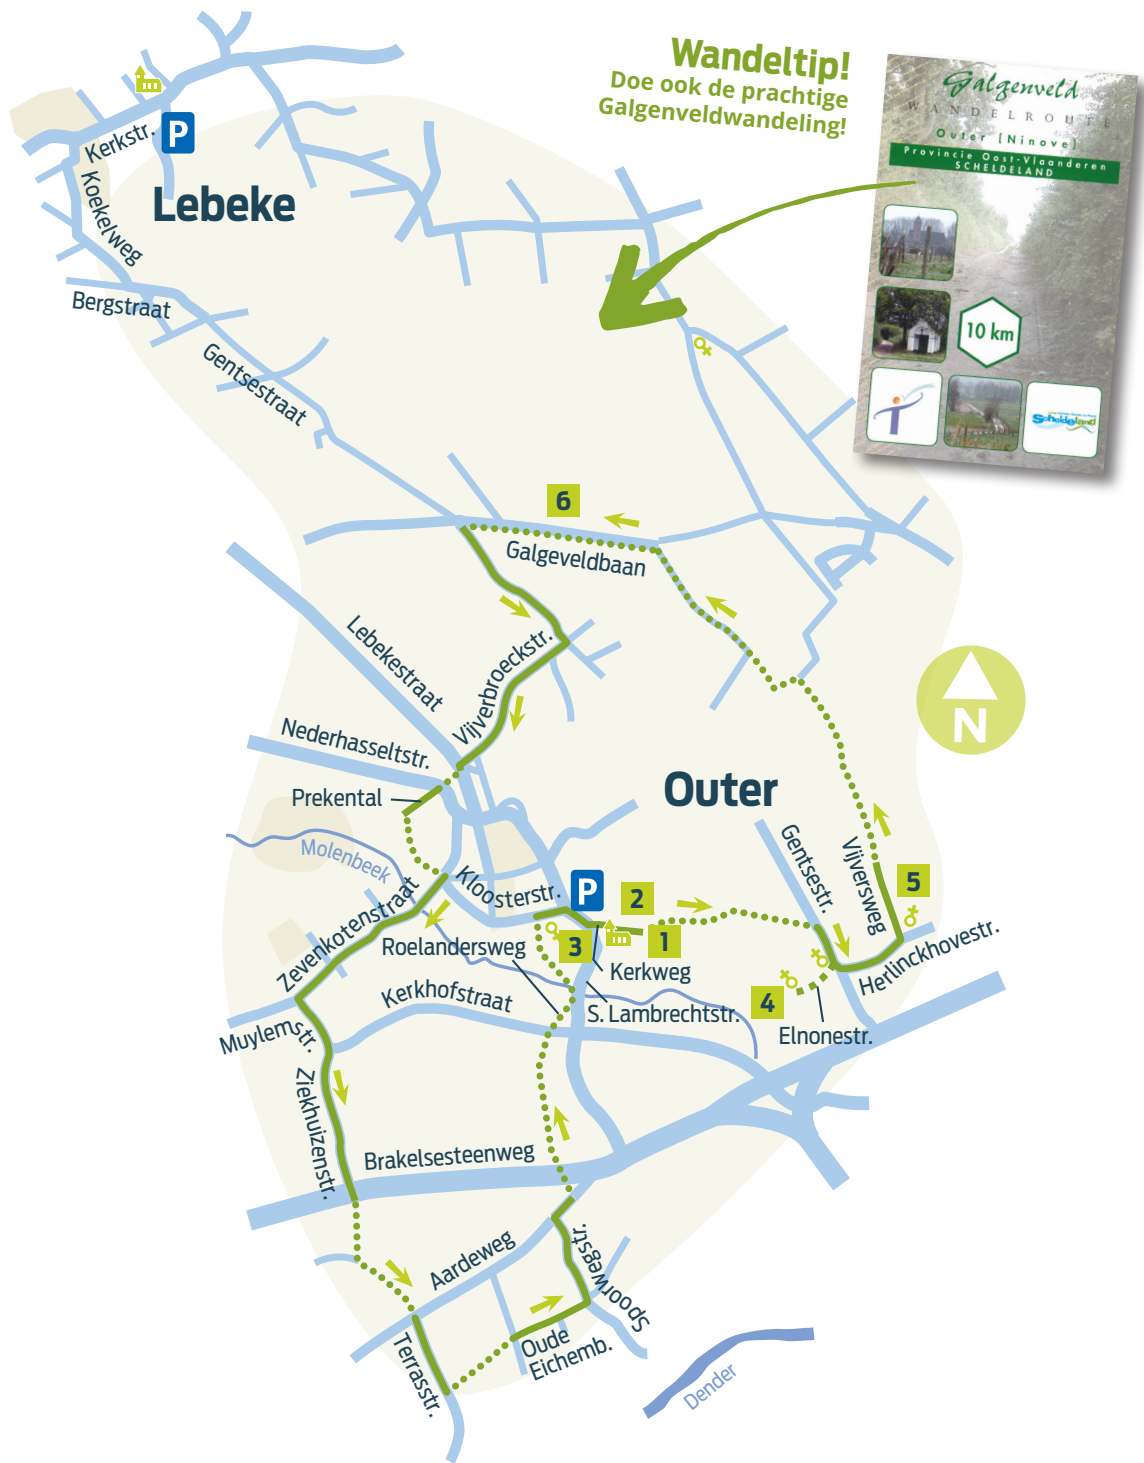 Wandeltip!
Doe ook de prachtige
Galgenveldwandeling!
Galgenveld
WANDELROUTE
Outer [Ninove]
Provincie Oost-Vlaanderen
SCHELDELAND
10 km
T
Scheldeland
P
Kerkstr.
Lebeke
Koekelweg
Bergstraat
Gentsestraat
6
Galgeveldbaan
Lebekestraat
Vijverbroeckstr.
Nederhasseltstr.
Prekental
Outer
N
Molenbeek
Gentsestr.
Vijversweg
5
Kloosterstr.
P
2
1
3
Zevenkotenstraat
Roelandersweg
Kerkweg
Herlinckhovestr.
4
Kerkhofstraat
S. Lambrechtstr.
Elnonestr.
Muylemstr.
Ziekhuizenstr.
Brakelsesteenweg
Aardeweg
Spoorwegstr.
Oude
Eichemb.
Terrasstr.
Dender